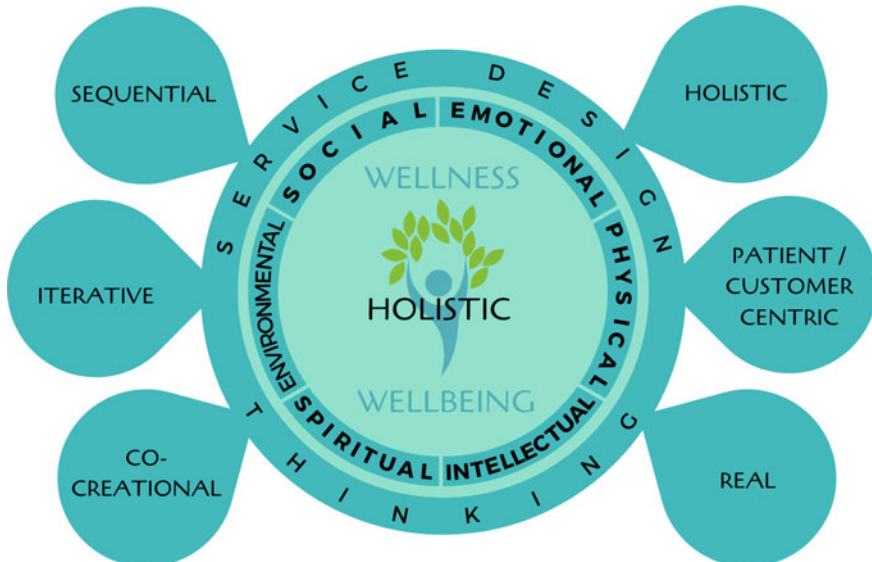 SEQUENTIAL
HOLISTIC
SERVICE DESIGN
SOCIAL
EMOTIONAL
WELLNESS
ITERATIVE
ENVIRONMENTAL
HOLISTIC
PHYSICAL
PATIENT /
CUSTOMER
CENTRIC
WELLBEING
SPIRITUAL
INTELLECTUAL
THINKING
CO-
CREATIONAL
REAL